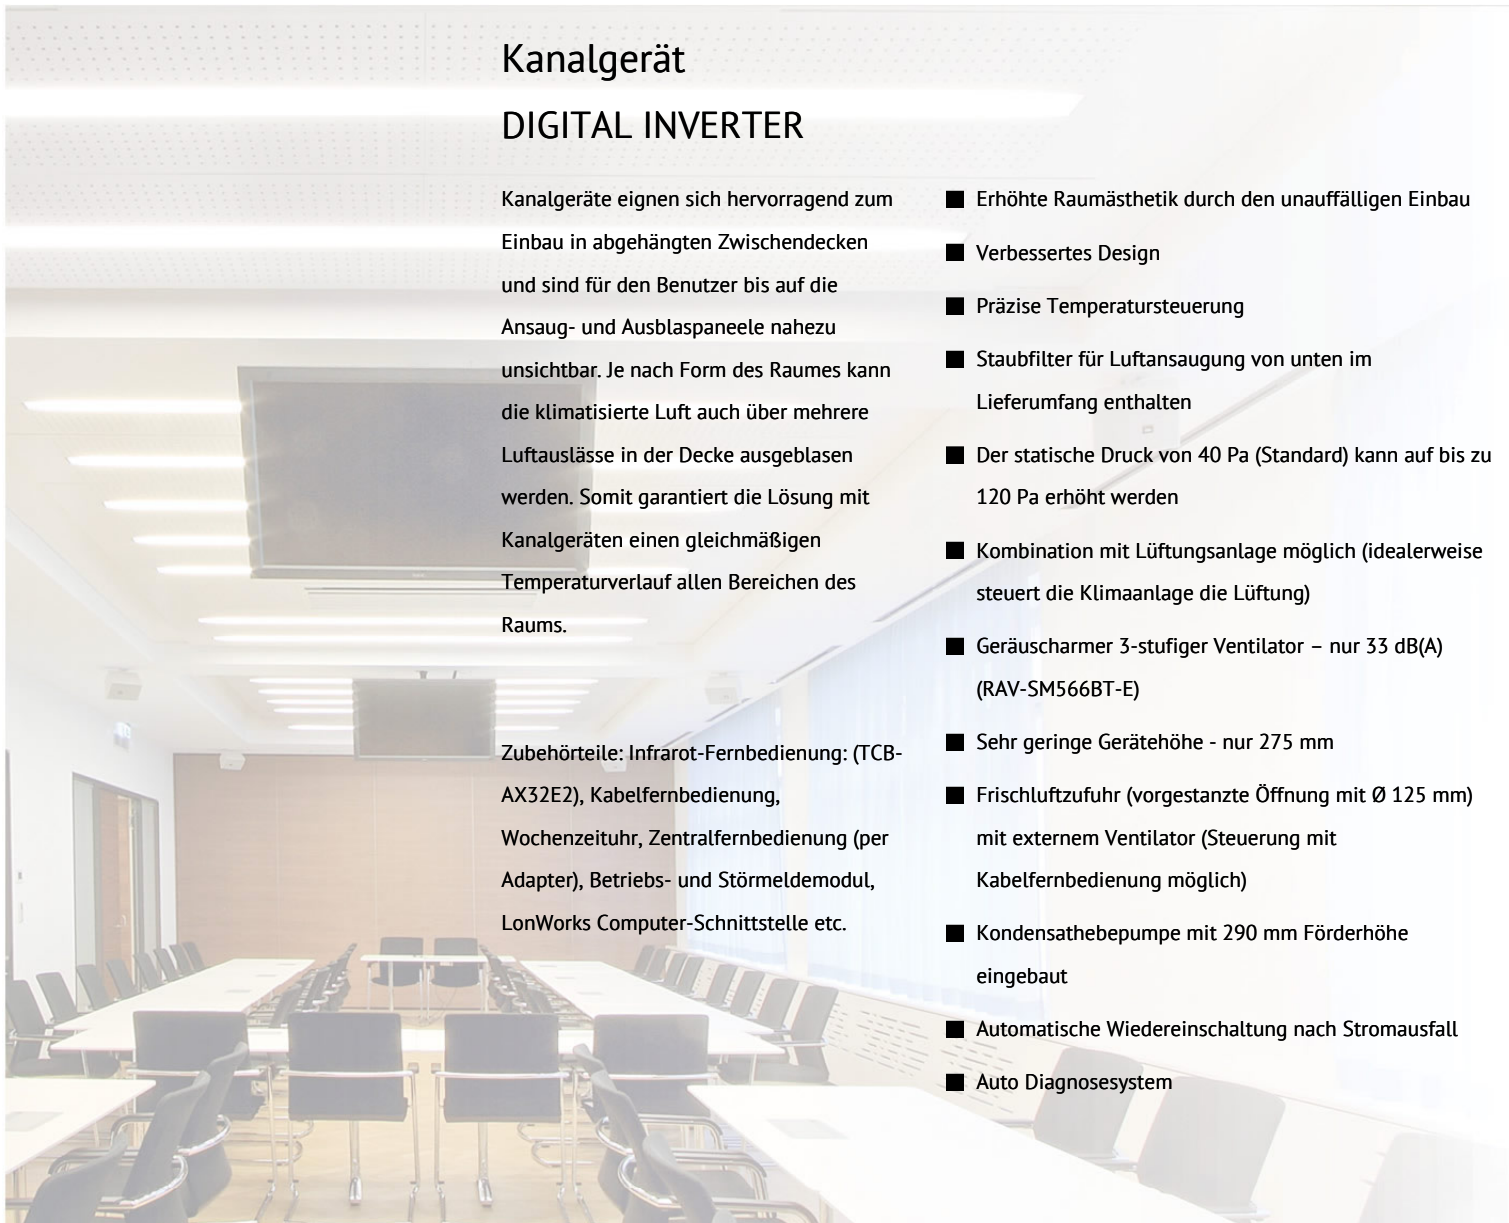 Kanalgerät
DIGITAL INVERTER
Kanalgeräte eignen sich hervorragend zum
Einbau in abgehängten Zwischendecken
und sind für den Benutzer bis auf die
Ansaug- und Ausblaspaneele nahezu
unsichtbar. Je nach Form des Raumes kann
die klimatisierte Luft auch über mehrere
Luftauslässe in der Decke ausgeblasen
werden. Somit garantiert die Lösung mit
Kanalgeräten einen gleichmäßigen
Temperaturverlauf allen Bereichen des
Raums.
Zubehörteile: Infrarot-Fernbedienung: (TCB-
AX32E2), Kabelfernbedienung,
Wochenzeituhr, Zentralfernbedienung (per
Adapter), Betriebs- und Störmeldemodul,
LonWorks Computer-Schnittstelle etc.
■ Erhöhte Raumästhetik durch den unauffälligen Einbau
■ Verbessertes Design
■ Präzise Temperatursteuerung
■ Staubfilter für Luftansaugung von unten im
Lieferumfang enthalten
■ Der statische Druck von 40 Pa (Standard) kann auf bis zu
120 Pa erhöht werden
■ Kombination mit Lüftungsanlage möglich (idealerweise
steuert die Klimaanlage die Lüftung)
■ Geräuscharmer 3-stufiger Ventilator – nur 33 dB(A)
(RAV-SM566BT-E)
■ Sehr geringe Gerätehöhe - nur 275 mm
■ Frischluftzufuhr (vorgestanzte Öffnung mit Ø 125 mm)
mit externem Ventilator (Steuerung mit
Kabelfernbedienung möglich)
■ Kondensathebepumpe mit 290 mm Förderhöhe
eingebaut
■ Automatische Wiedereinschaltung nach Stromausfall
■ Auto Diagnosesystem